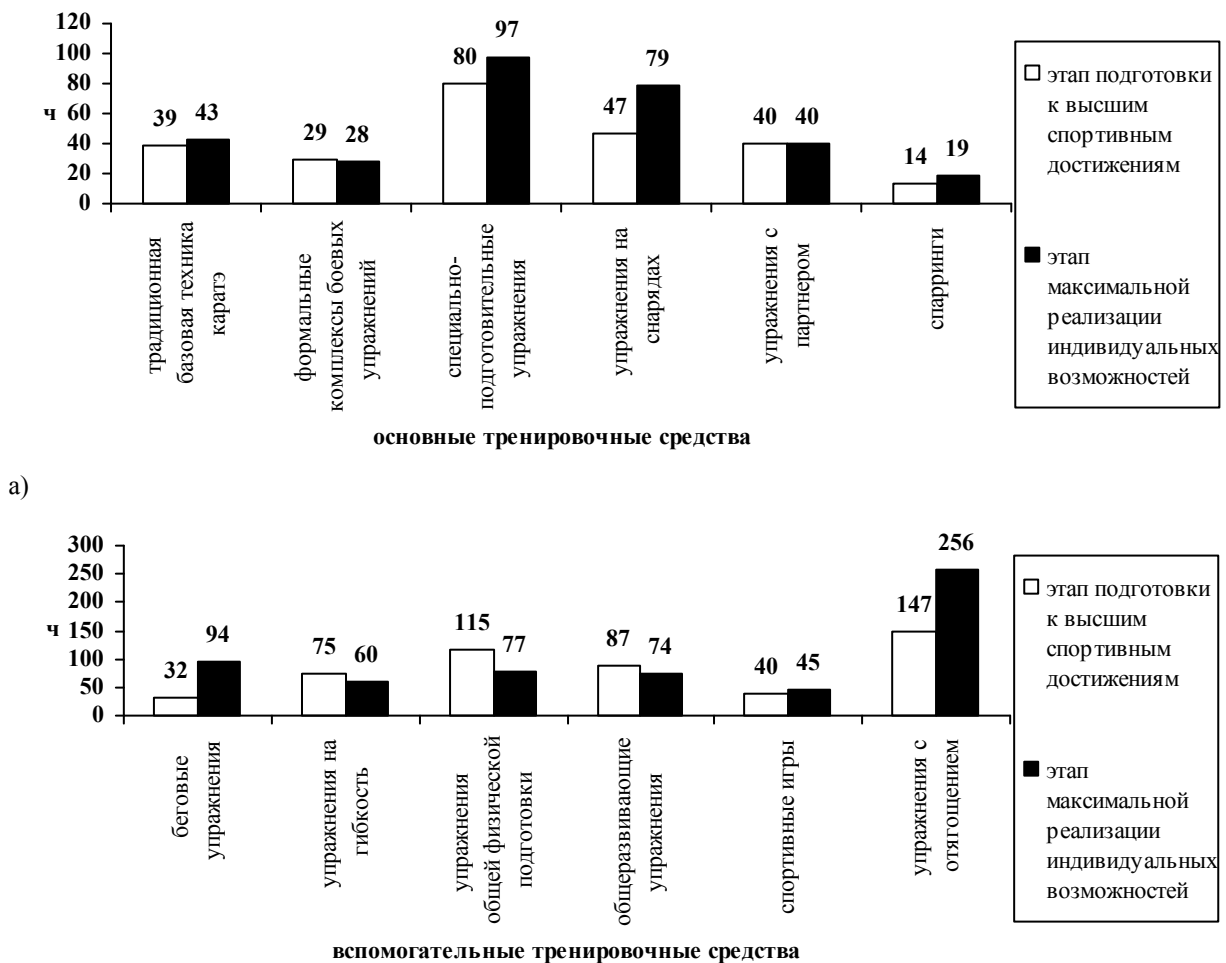 120
100
80
60
40
20
0
ч
39
43
29
28
80
97
47
79
40
40
14
19
традиционная
базовая техника
каратэ
формальные
комплексы боевых
упражнений
специально-
подготовительные
упражнения
упражнения на
снарядах
упражнения с
партнером
спарринги
основные тренировочные средства
этап подготовки
к высшим
спортивным
достижениям
этап
максимальной
реализации
индивидуальных
возможностей
а)
300
250
200
150
100
50
0
ч
32
94
75
60
115
77
87
74
40
45
147
256
беговые
упражнения
упражнения на
гибкость
упражнения
общей физической
подготовки
общеразвивающие
упражнения
спортивные игры
упражнения с
отягощением
вспомогательные тренировочные средства
этап подготовки
к высшим
спортивным
достижениям
этап
максимальной
реализации
индивидуальных
возможностей